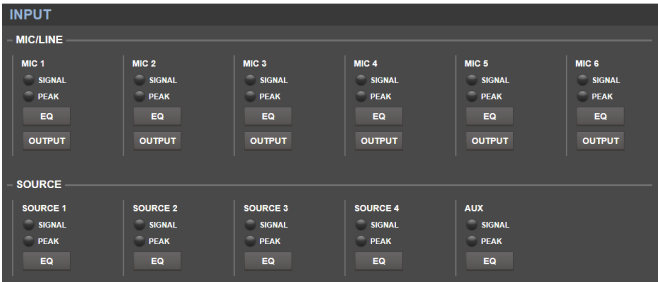 INPUT
MIC/LINE
MIC 1 MIC 2 MIC 3 MIC 4 MIC 5 MIC 6
SIGNAL SIGNAL SIGNAL SIGNAL SIGNAL SIGNAL
PEAK PEAK PEAK PEAK PEAK PEAK
EQ EQ EQ EQ EQ EQ
OUTPUT OUTPUT OUTPUT OUTPUT OUTPUT OUTPUT
SOURCE
SOURCE 1 SOURCE 2 SOURCE 3 SOURCE 4 AUX
SIGNAL SIGNAL SIGNAL SIGNAL SIGNAL
PEAK PEAK PEAK PEAK PEAK
EQ EQ EQ EQ EQ